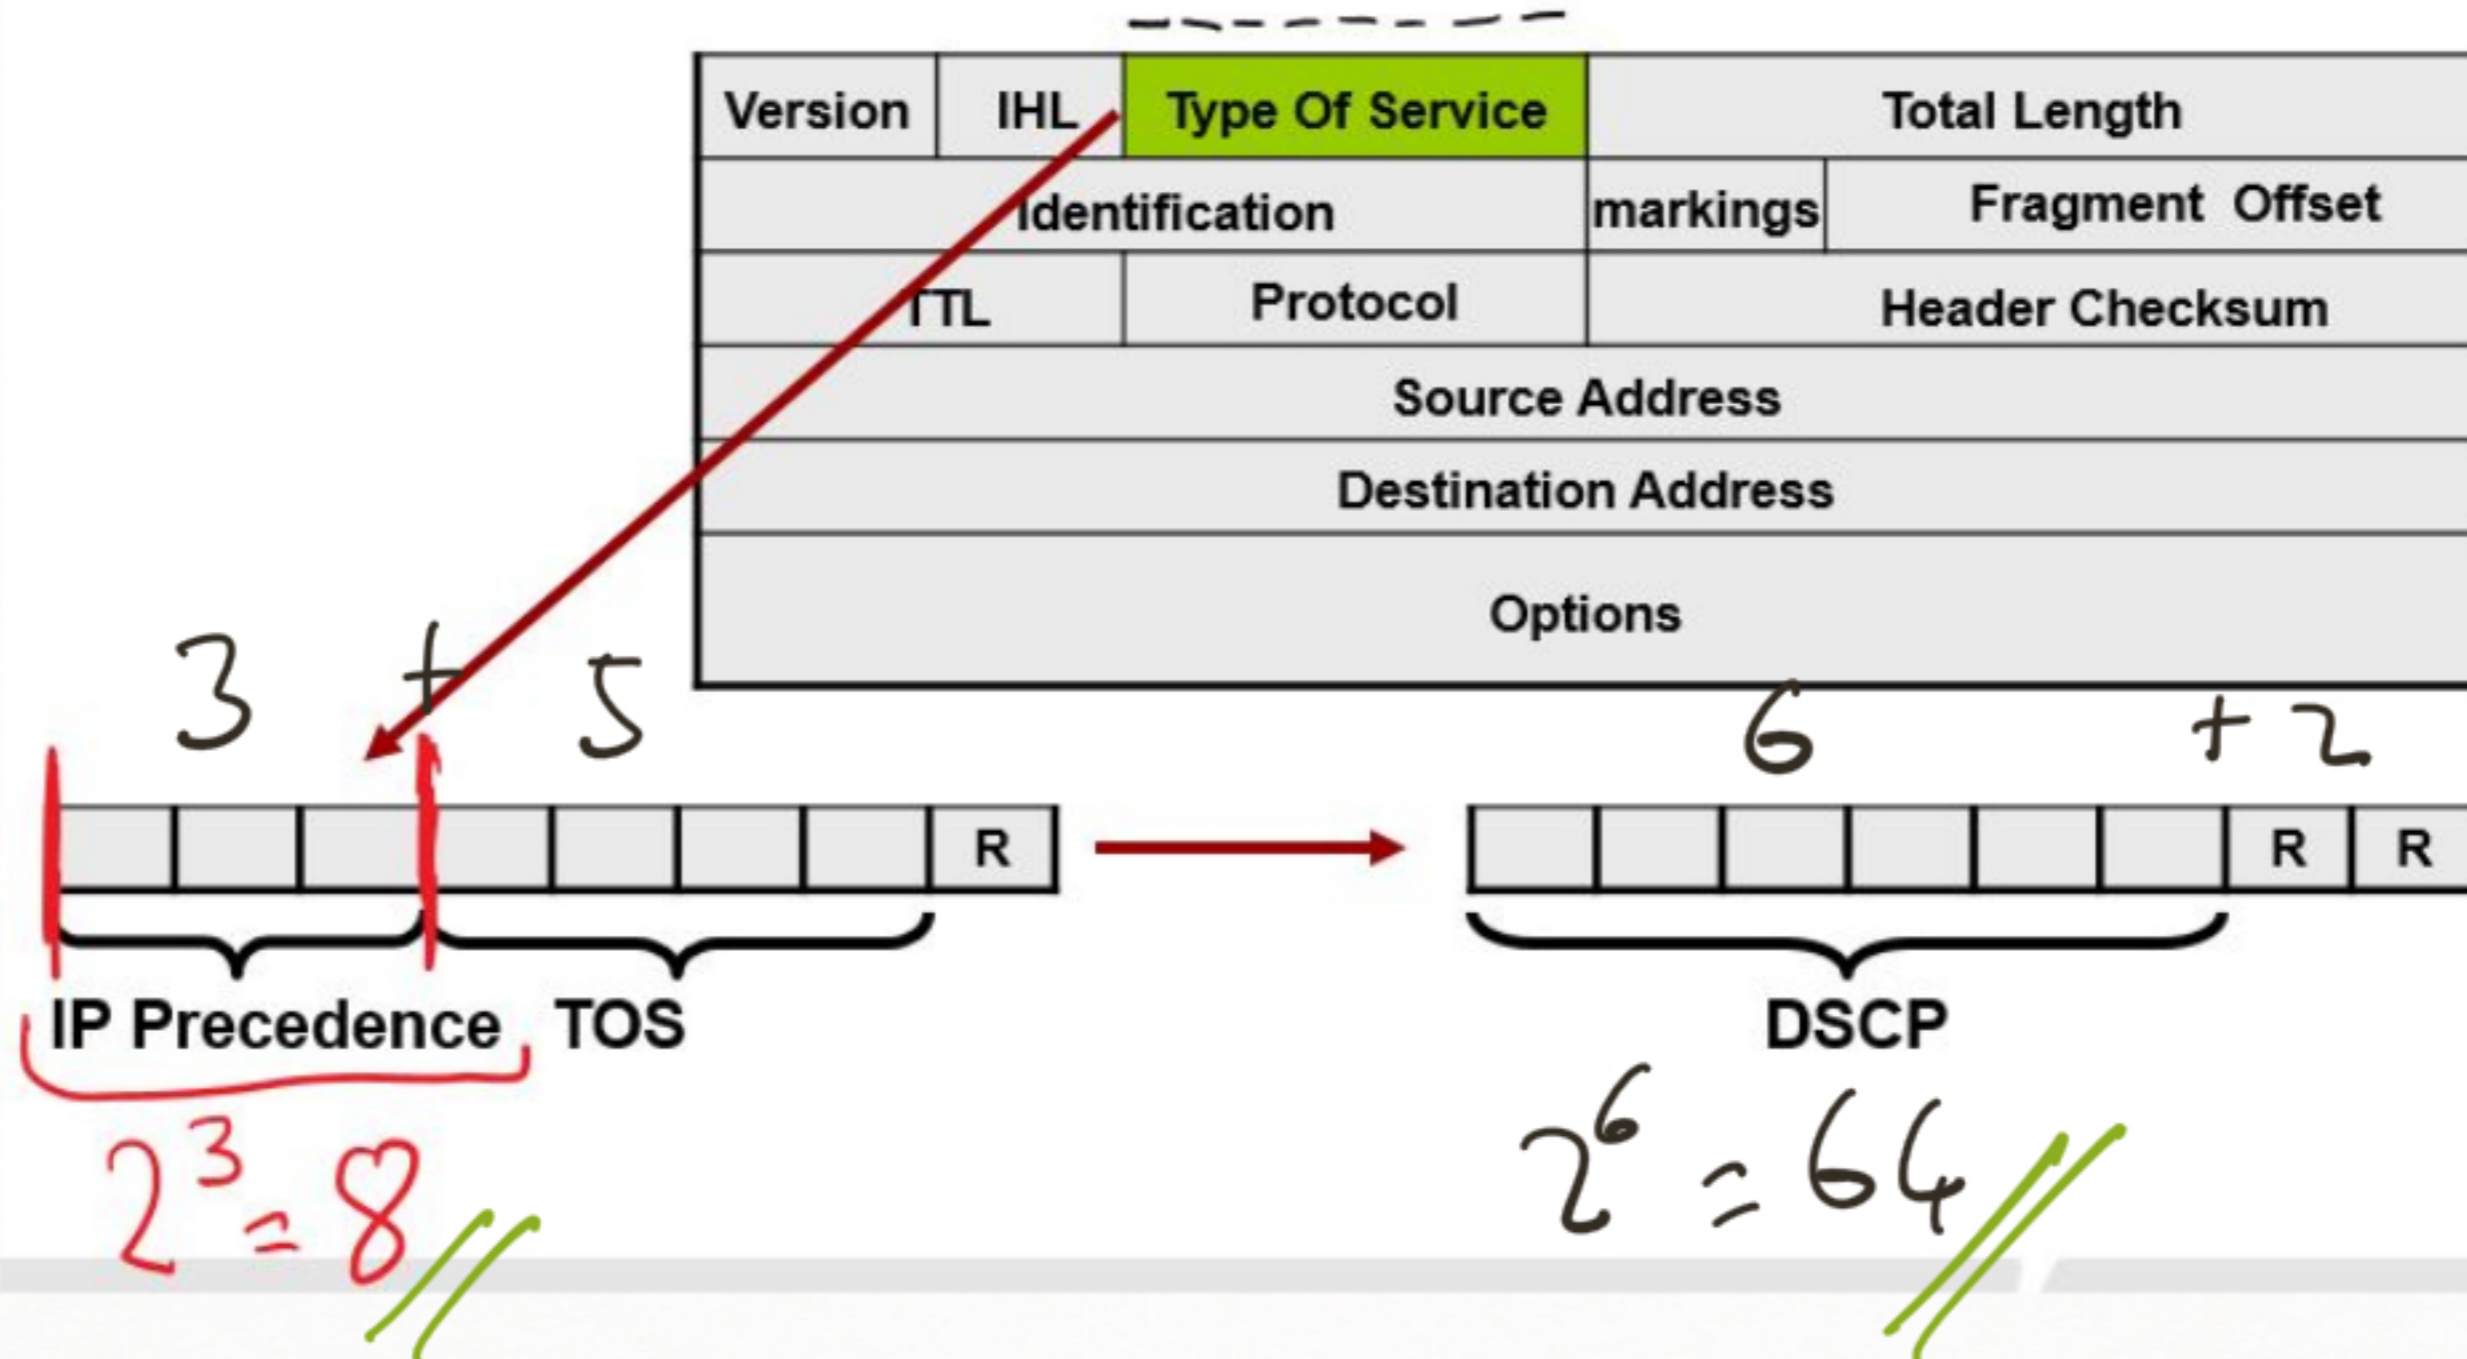 Version IHL Type Of Service Total Length
Identification markings Fragment Offset
TTL Protocol Header Checksum
Source Address
Destination Address
Options
3 + 5
6 + 2
R
R R
IP Precedence TOS
DSCP
2³ = 8
2⁶ = 64